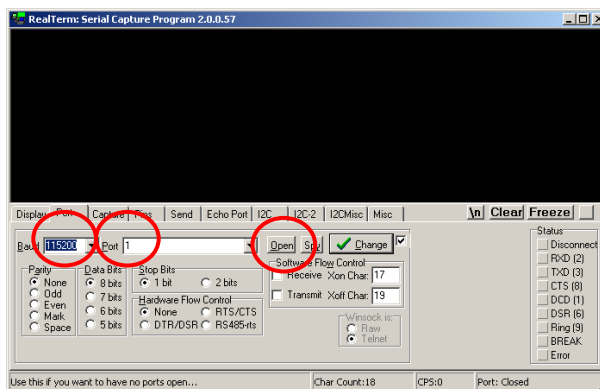 RealTerm: Serial Capture Program 2.0.0.57
Display Port Capture Pins Send Echo Port I2C I2C-2 I2CMisc Misc \n Clear Freeze
Baud 115200 Port 1 Open Spy Change
Parity
None
Odd
Even
Mark
Space
Data Bits
8 bits
7 bits
6 bits
5 bits
Stop Bits
1 bit 2 bits
Hardware Flow Control
None RTS/CTS
DTR/DSR RS485-rts
Software Flow Control
Receive Xon Char: 17
Transmit Xoff Char: 19
Winsock is:
Raw
Telnet
Status
Disconnect
RXD (2)
TXD (3)
CTS (8)
DCD (1)
DSR (6)
Ring (9)
BREAK
Error
Use this if you want to have no ports open... Char Count:18 CPS:0 Port: Closed